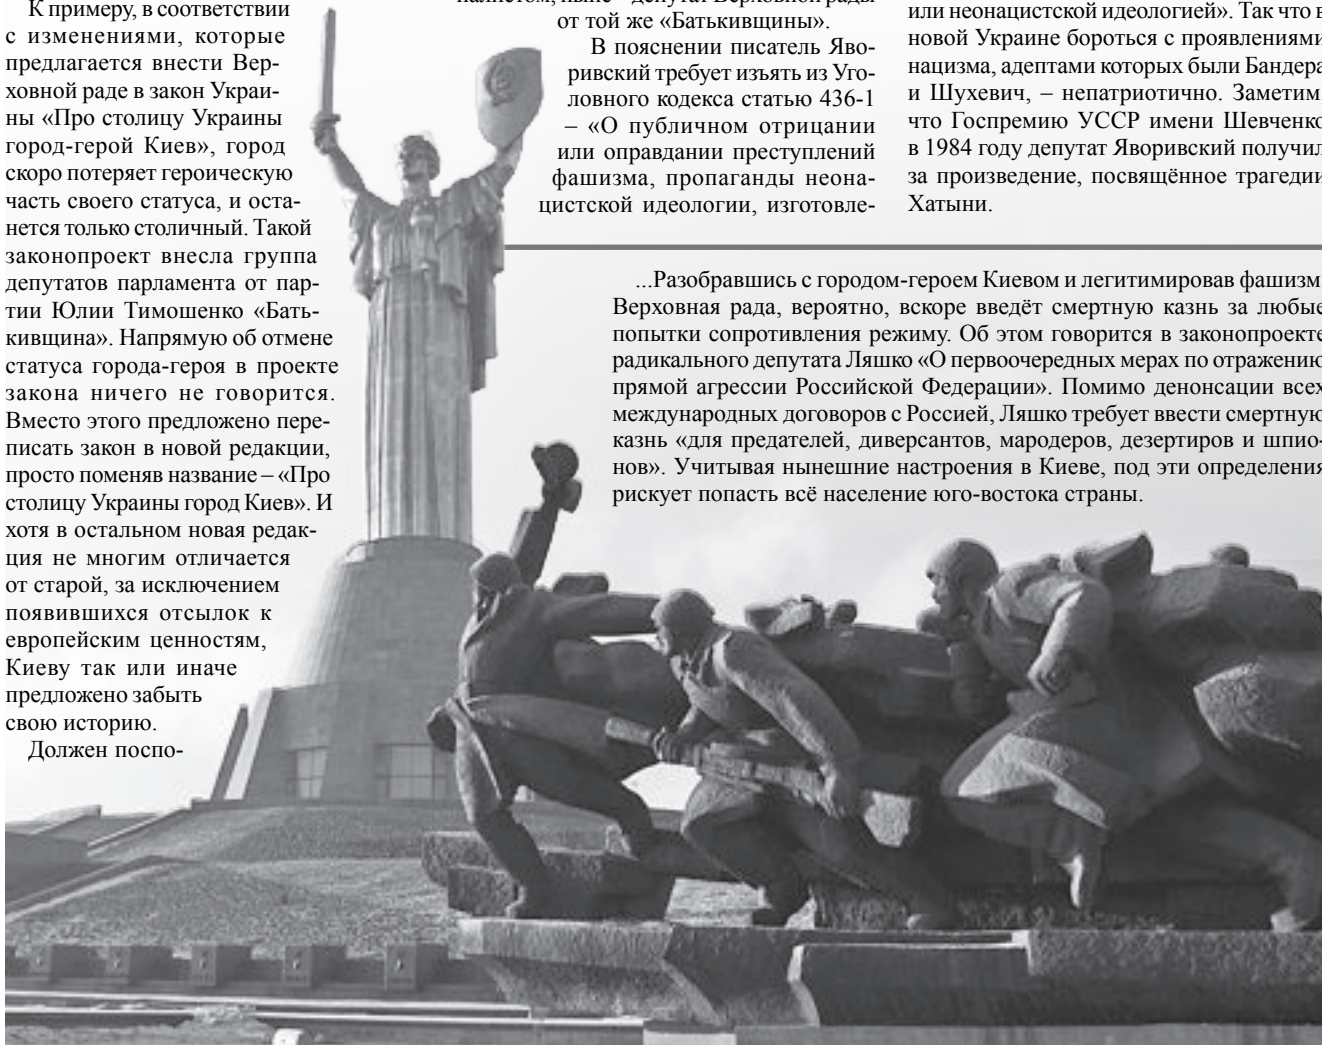 К примеру, в соответствии
с изменениями, которые
предлагается внести Вер-
ховной раде в закон Украи-
ны «Про столицу Украины
город-герой Киев», город
скоро потеряет героическую
часть своего статуса, и оста-
нется только столичный. Такой
законопроект внесла группа
депутатов парламента от пар-
тии Юлии Тимошенко «Бать-
кивщина». Напрямую об отмене
статуса города-героя в проекте
закона ничего не говорится.
Вместо этого предложено пере-
писать закон в новой редакции,
просто поменяв название – «Про
столицу Украины город Киев». И
хотя в остальном новая редак-
ция не многим отличается
от старой, за исключением
появившихся отсылок к
европейским ценностям,
Киеву так или иначе
предложено забыть
свою историю.
Должен поспо-
депутат Верховной рады
от той же «Батькивщины».
В пояснении писатель Яво-
ривский требует изъять из Уго-
ловного кодекса статью 436-1
– «О публичном отрицании
или оправдании преступлений
фашизма, пропаганды неона-
цистской идеологии, изготовле-
или неонацистской идеологией». Так что в
новой Украине бороться с проявлениями
нацизма, адептами которых были Бандера
и Шухевич, – непатриотично. Заметим,
что Госпремию УССР имени Шевченко
в 1984 году депутат Яворивский получил
за произведение, посвящённое трагедии
Хатыни.
...Разобравшись с городом-героем Киевом и легитимировав фашизм
Верховная рада, вероятно, вскоре введёт смертную казнь за любые
попытки сопротивления режиму. Об этом говорится в законопроекте
радикального депутата Ляшко «О первоочередных мерах по отражению
прямой агрессии Российской Федерации». Помимо денонсации всех
международных договоров с Россией, Ляшко требует ввести смертную
казнь «для предателей, диверсантов, мародеров, дезертиров и шпио-
нов». Учитывая нынешние настроения в Киеве, под эти определения
рискует попасть всё население юго-востока страны.